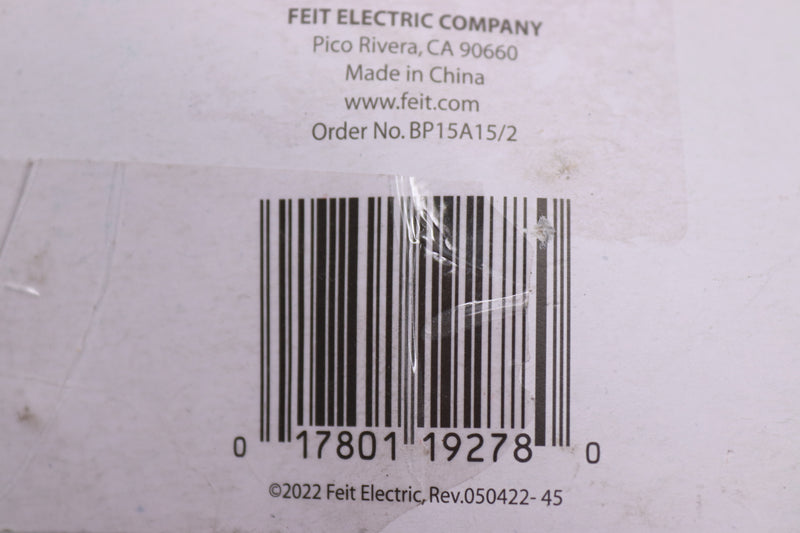 FEIT ELECTRIC COMPANY
Pico Rivera, CA 90660
Made in China
www.feit.com
Order No. BP15A15/2
0 17801 19278 0
©2022 Feit Electric, Rev.050422- 45